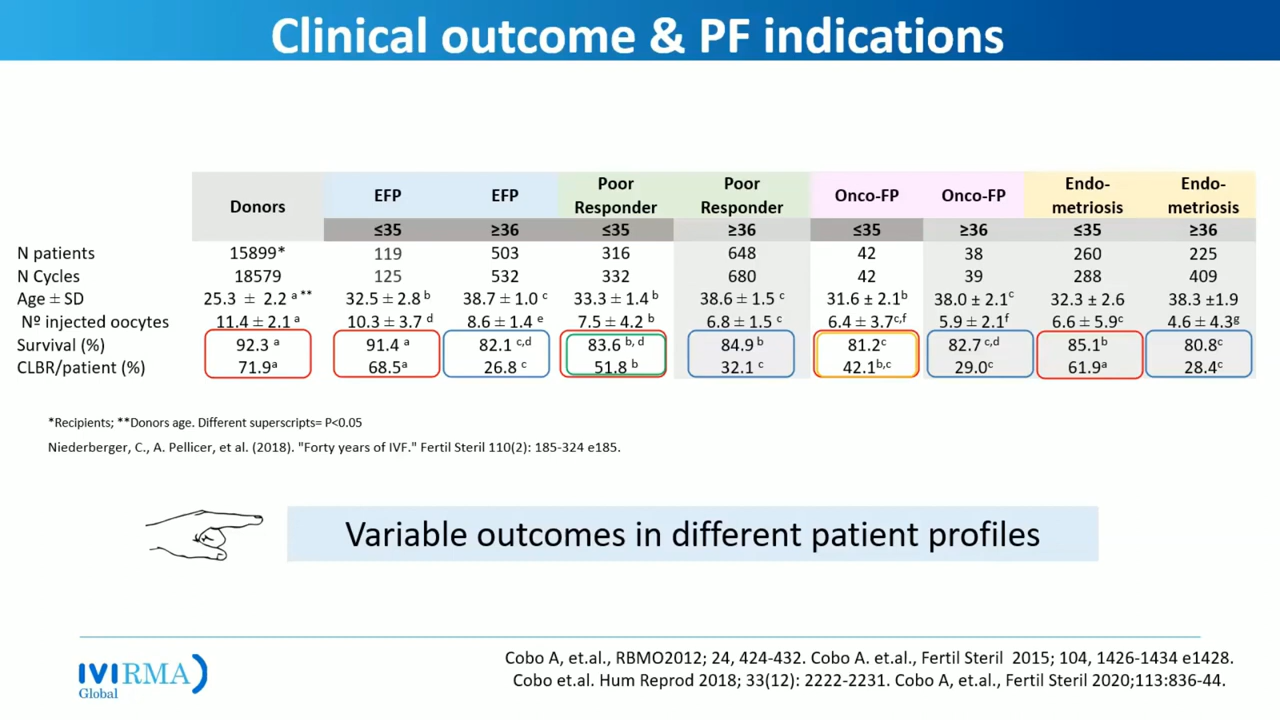 Clinical outcome & PF indications
Donors EFP EFP Poor Responder Poor Responder Onco-FP Onco-FP Endo-metriosis Endo-metriosis
≤35 ≥36 ≤35 ≥36 ≤35 ≥36 ≤35 ≥36
N patients 15899* 119 503 316 648 42 38 260 225
N Cycles 18579 125 532 332 680 42 39 288 409
Age ± SD 25.3 ± 2.2 a ** 32.5 ± 2.8 b 38.7 ± 1.0 c 33.3 ± 1.4 b 38.6 ± 1.5 c 31.6 ± 2.1b 38.0 ± 2.1c 32.3 ± 2.6 38.3 ±1.9
Nº injected oocytes 11.4 ± 2.1 a 10.3 ± 3.7 d 8.6 ± 1.4 e 7.5 ± 4.2 b 6.8 ± 1.5 c 6.4 ± 3.7c,f 5.9 ± 2.1f 6.6 ± 5.9c 4.6 ± 4.3g
Survival (%) 92.3 a 91.4 a 82.1 c,d 83.6 b, d 84.9 b 81.2c 82.7 c,d 85.1b 80.8c
CLBR/patient (%) 71.9a 68.5a 26.8 c 51.8 b 32.1 c 42.1b,c 29.0c 61.9a 28.4c
*Recipients; **Donors age. Different superscripts= P<0.05
Niederberger, C., A. Pellicer, et al. (2018). "Forty years of IVF." Fertil Steril 110(2): 185-324 e185.
Variable outcomes in different patient profiles
IVIRMA
Global
Cobo A, et.al., RBMO2012; 24, 424-432. Cobo A. et.al., Fertil Steril 2015; 104, 1426-1434 e1428.
Cobo et.al. Hum Reprod 2018; 33(12): 2222-2231. Cobo A, et.al., Fertil Steril 2020;113:836-44.